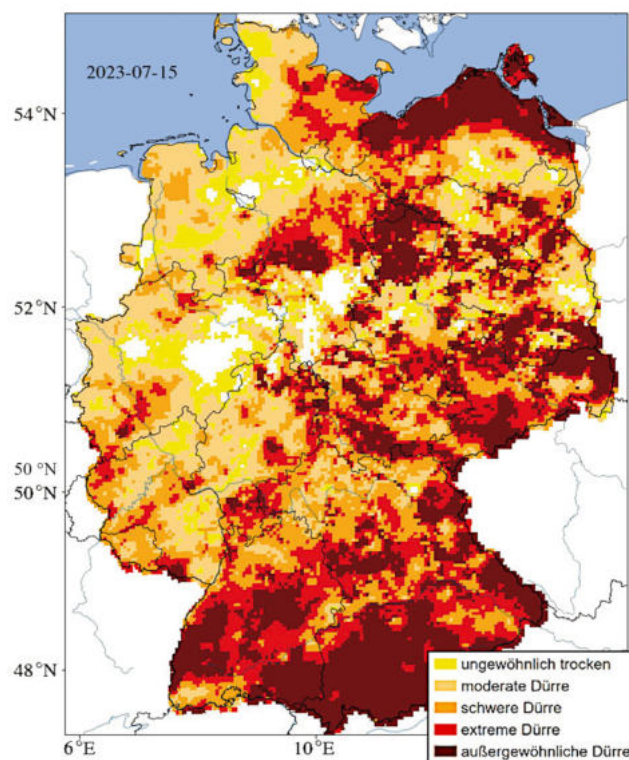 2023-07-15
54°N
52°N
50 °N
50°N
48°N
6°E
10°E
ungewöhnlich trocken
moderate Dürre
schwere Dürre
extreme Dürre
außergewöhnliche Dürre